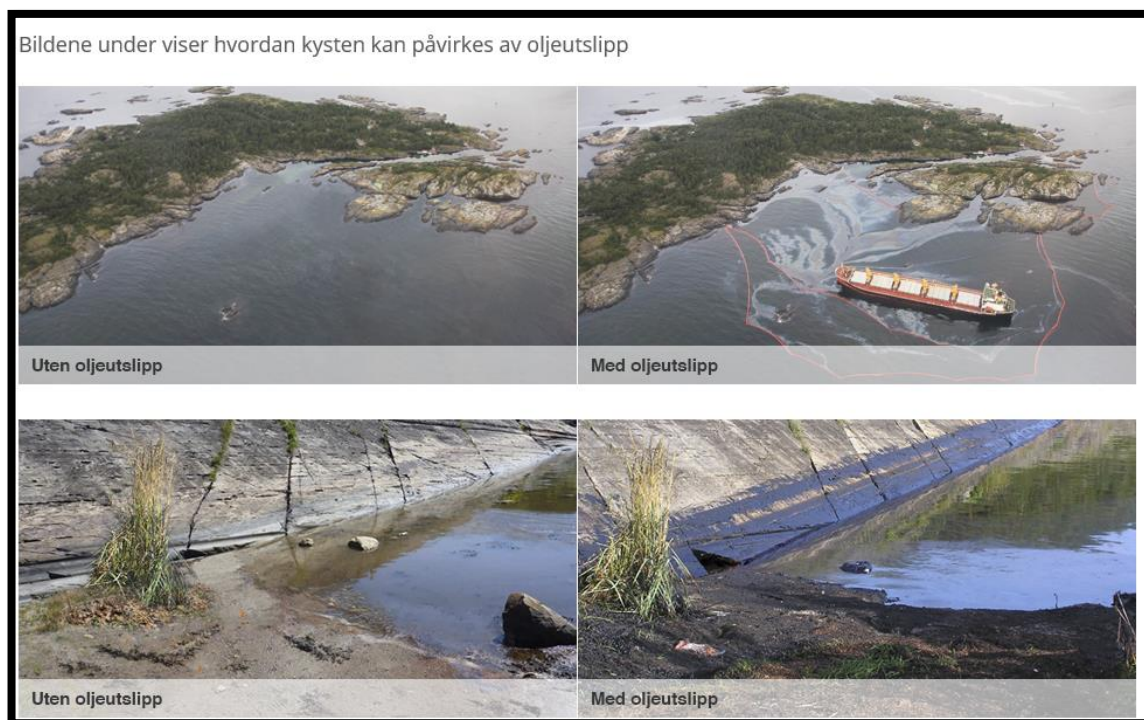 Bildene under viser hvordan kysten kan påvirkes av oljeutslipp
Uten oljeutslipp
Med oljeutslipp
Uten oljeutslipp
Med oljeutslipp